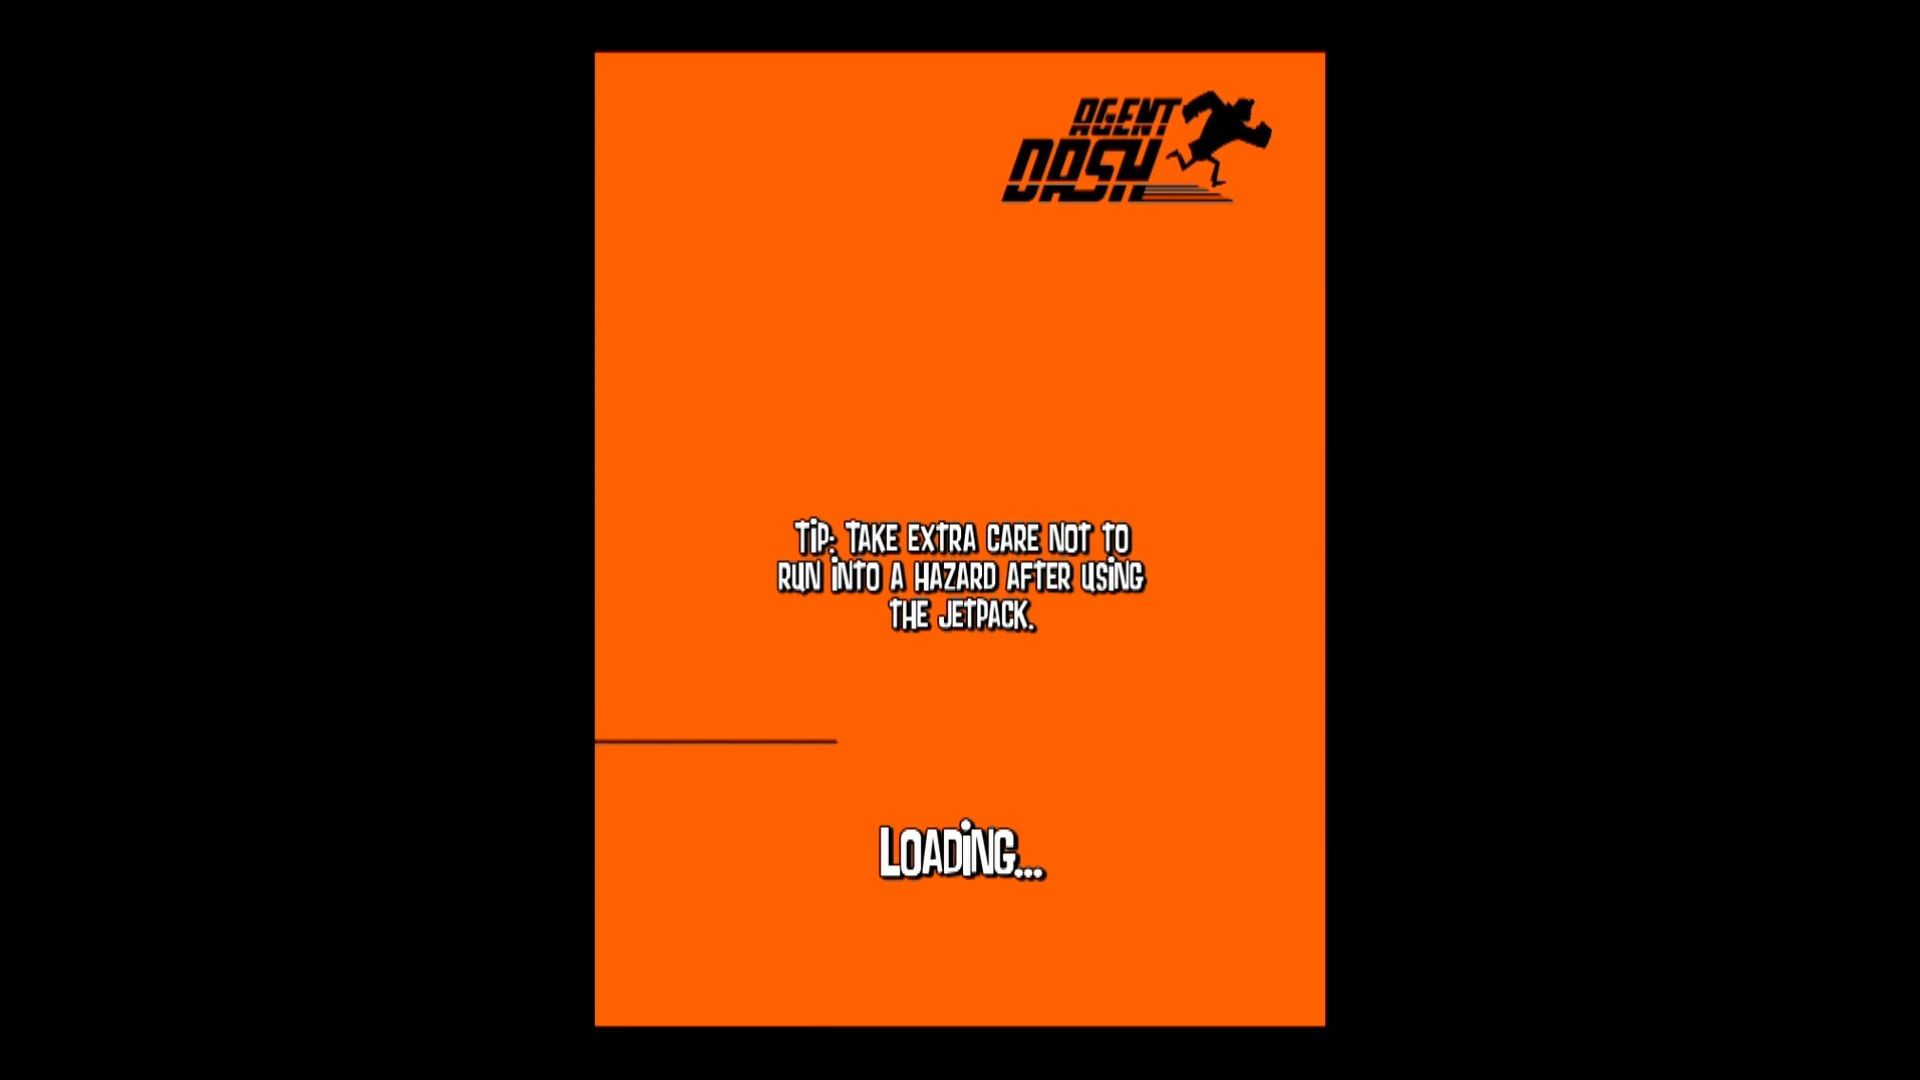 AGENT
DASH
TiP: TAKE EXTRA CARE NOT TO
RUN iNTO A HAZARD AFTER USiNG
THE JETPACK.
LOADiNG...